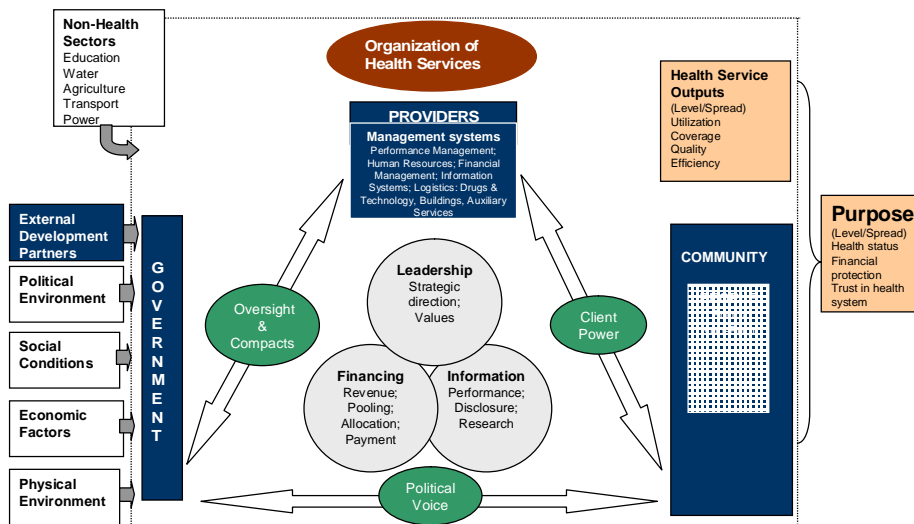 Non-Health
Sectors
Education
Water
Agriculture
Transport
Power
Organization of
Health Services
Health Service
Outputs
(Level/Spread)
Utilization
Coverage
Quality
Efficiency
PROVIDERS
Management systems
Performance Management;
Human Resources; Financial
Management; Information
Systems; Logistics: Drugs &
Technology, Buildings, Auxiliary
Services
External
Development
Partners
Political
Environment
Social
Conditions
Economic
Factors
Physical
Environment
G
O
V
E
R
N
M
E
N
T
Oversight
&
Compacts
Leadership
Strategic
direction;
Values
Financing
Revenue;
Pooling;
Allocation;
Payment
Information
Performance;
Disclosure;
Research
Client
Power
Political
Voice
COMMUNITY
Purpose
(Level/Spread)
Health status
Financial
protection
Trust in health
system